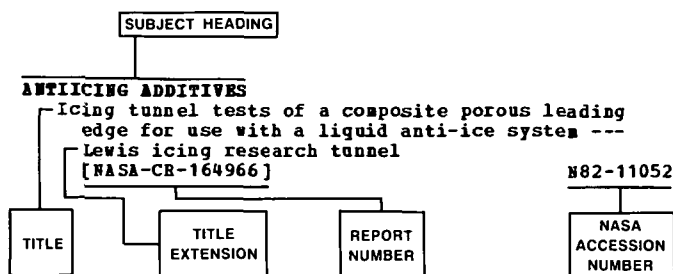 SUBJECT HEADING
ANTIICING ADDITIVES
Icing tunnel tests of a composite porous leading
edge for use with a liquid anti-ice system ---
Lewis icing research tunnel
[NASA-CR-164966] N82-11052
TITLE
TITLE
EXTENSION
REPORT
NUMBER
NASA
ACCESSION
NUMBER